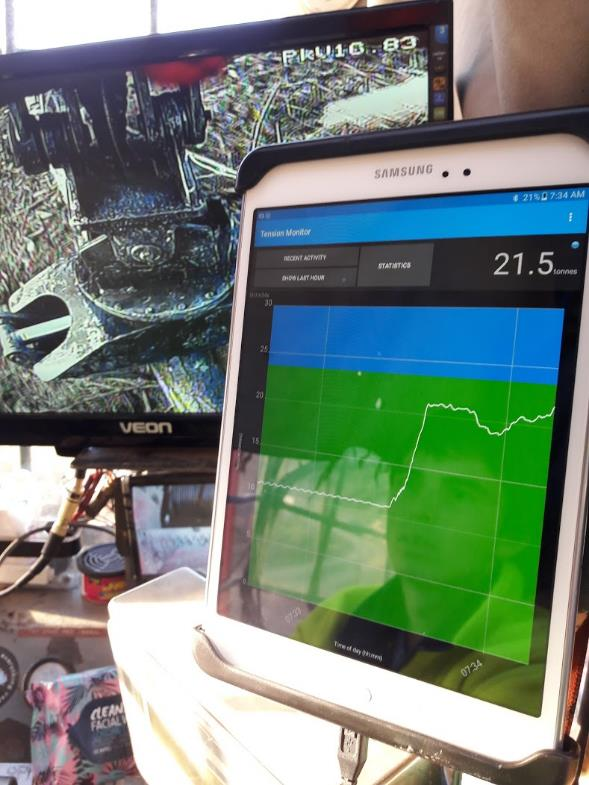 PkU10.83
SAMSUNG
21% 7:34 AM
Tension Monitor
RECENT ACTIVITY
STATISTICS
SHOW LAST HOUR
21.5 tonnes
30
25
20
15
10
5
0
07:33
07:34
Time of day (hh:mm)
VEON
CLEAN
FACIAL